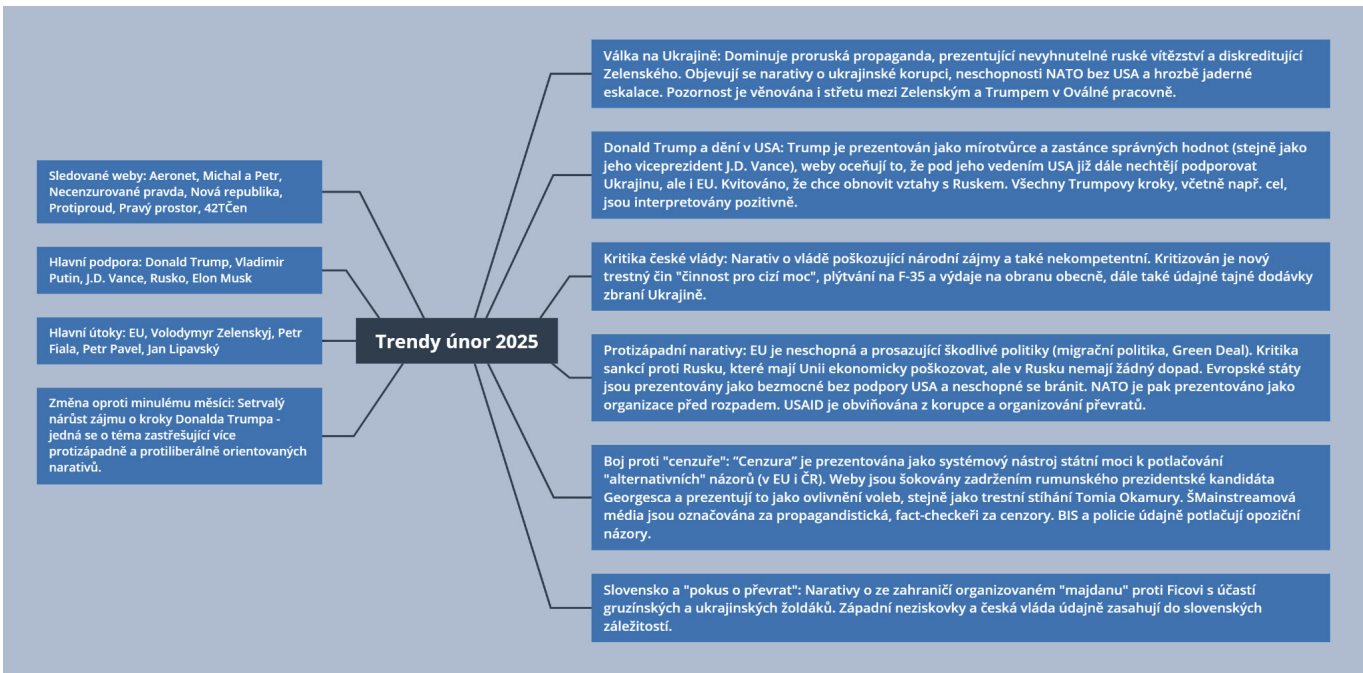 Sledované weby: Aeronet, Michal a Petr,
Necenzurované pravda, Nová republika,
Protiproud, Pravý prostor, 42TČen
Hlavní podpora: Donald Trump, Vladimir
Putin, J.D. Vance, Rusko, Elon Musk
Hlavní útoky: EU, Volodymyr Zelenskyj, Petr
Fiala, Petr Pavel, Jan Lipavský
Změna oproti minulému měsíci: Setrvalý
nárůst zájmu o kroky Donalda Trumpa -
jedná se o téma zastřešující více
protizápadně a protiliberálně orientovaných
narativů.
Trendy únor 2025
Válka na Ukrajině: Dominuje proruská propaganda, prezentující nevyhnutelné ruské vítězství a diskreditující
Zelenského. Objevují se narativy o ukrajinské korupci, neschopnosti NATO bez USA a hrozbě jaderné
eskalace. Pozornost je věnována i střetu mezi Zelenským a Trumpem v Oválné pracovně.
Donald Trump a dění v USA: Trump je prezentován jako mírotvůrce a zastánce správných hodnot (stejně jako
jeho viceprezident J.D. Vance), weby oceňují to, že pod jeho vedením USA již dále nechtějí podporovat
Ukrajinu, ale i EU. Kvitováno, že chce obnovit vztahy s Ruskem. Všechny Trumpovy kroky, včetně např. cel,
jsou interpretovány pozitivně.
Kritika české vlády: Narativ o vládě poškozující národní zájmy a také nekompetentní. Kritizován je nový
trestný čin "činnost pro cizí moc", plýtvání na F-35 a výdaje na obranu obecně, dále také údajné tajné dodávky
zbraní Ukrajině.
Protizápadní narativy: EU je neschopná a prosazující škodlivé politiky (migrační politika, Green Deal). Kritika
sankcí proti Rusku, které mají Unii ekonomicky poškozovat, ale v Rusku nemají žádný dopad. Evropské státy
jsou prezentovány jako bezmocné bez podpory USA a neschopné se bránit. NATO je pak prezentováno jako
organizace před rozpadem. USAID je obviňována z korupce a organizování převratů.
Boj proti "cenzuře": “Cenzura” je prezentována jako systémový nástroj státní moci k potlačování
"alternativních" názorů (v EU i ČR). Weby jsou šokovány zadržením rumunského prezidentské kandidáta
Georgesca a prezentují to jako ovlivnění voleb, stejně jako trestní stíhání Tomia Okamury. ŠMainstreamová
média jsou označována za propagandistická, fact-checkeři za cenzory. BIS a policie údajně potlačují opoziční
názory.
Slovensko a "pokus o převrat": Narativy o ze zahraničí organizovaném "majdanu" proti Ficovi s účastí
gruzínských a ukrajinských žoldáků. Západní neziskovky a česká vláda údajně zasahují do slovenských
záležitostí.